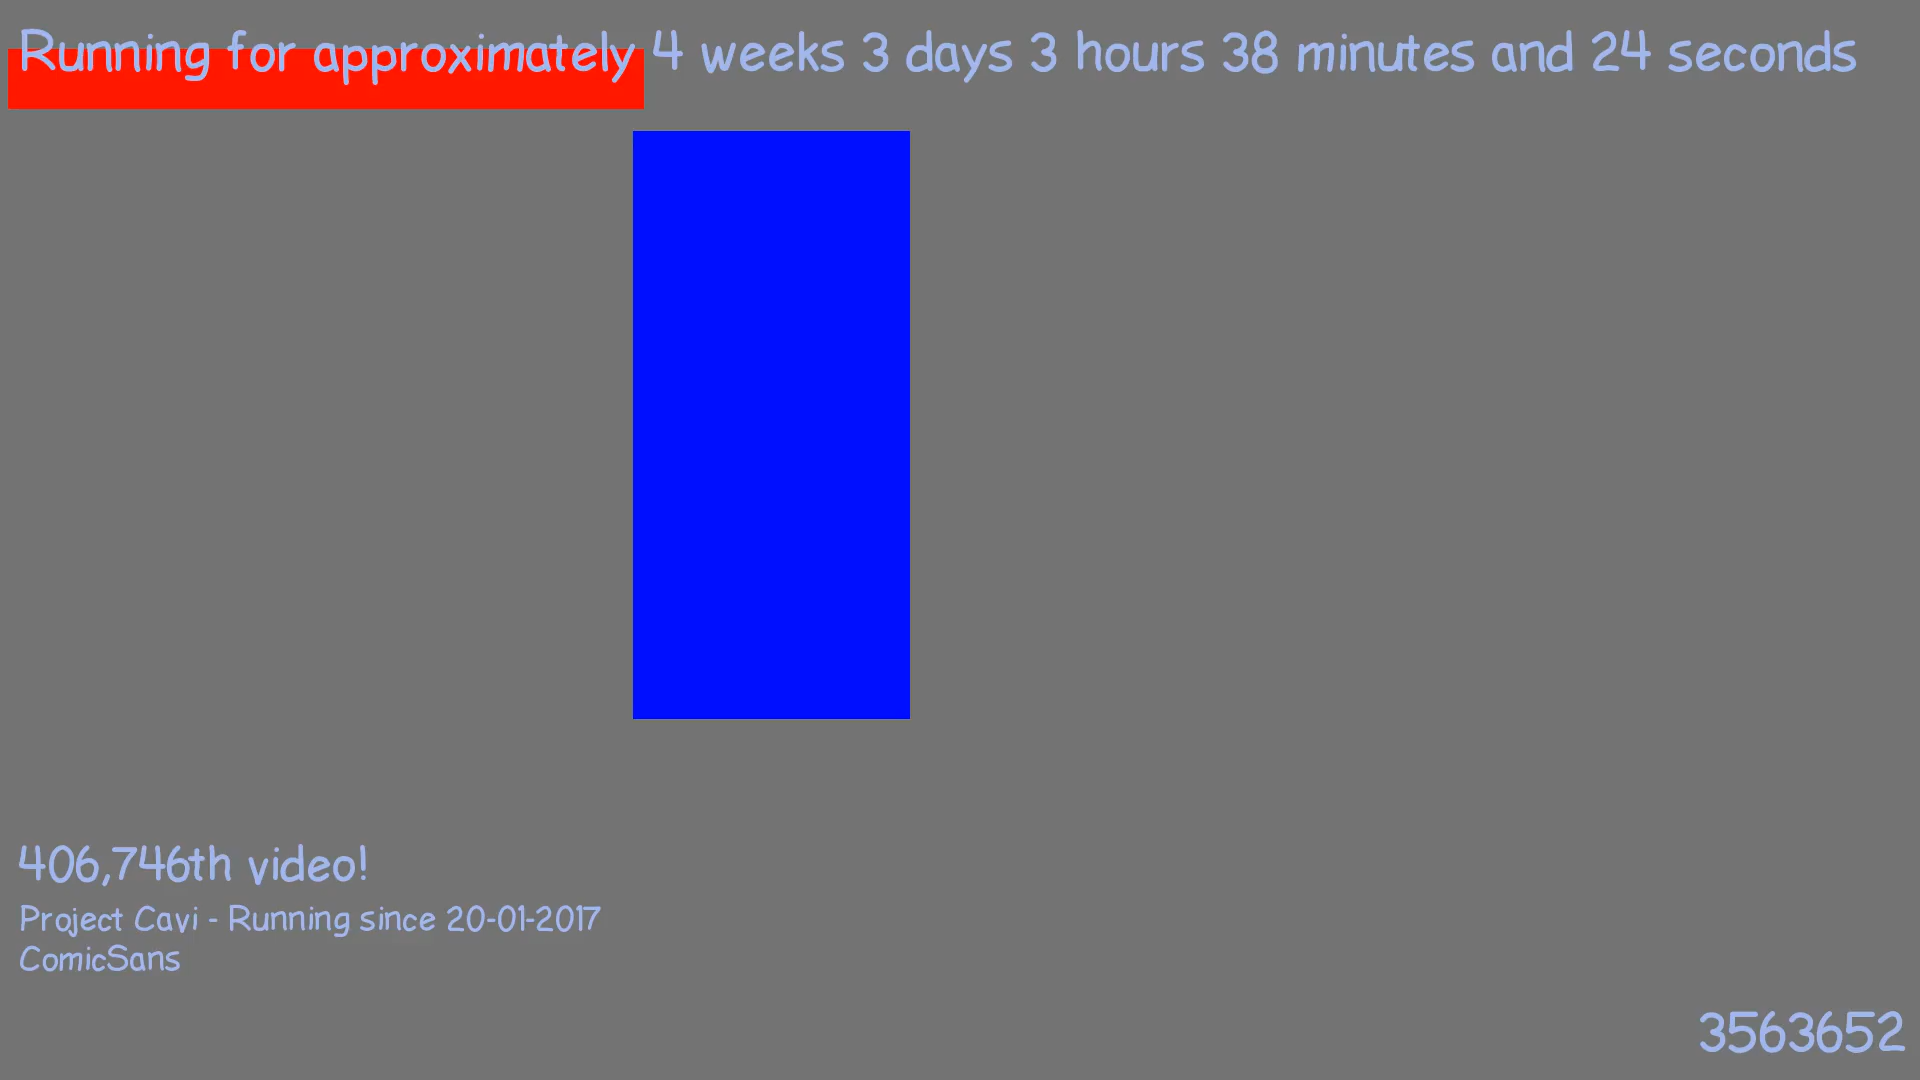 Running for approximately 4 weeks 3 days 3 hours 38 minutes and 24 seconds
406,746th video!
Project Cavi - Running since 20-01-2017
ComicSans
3563652